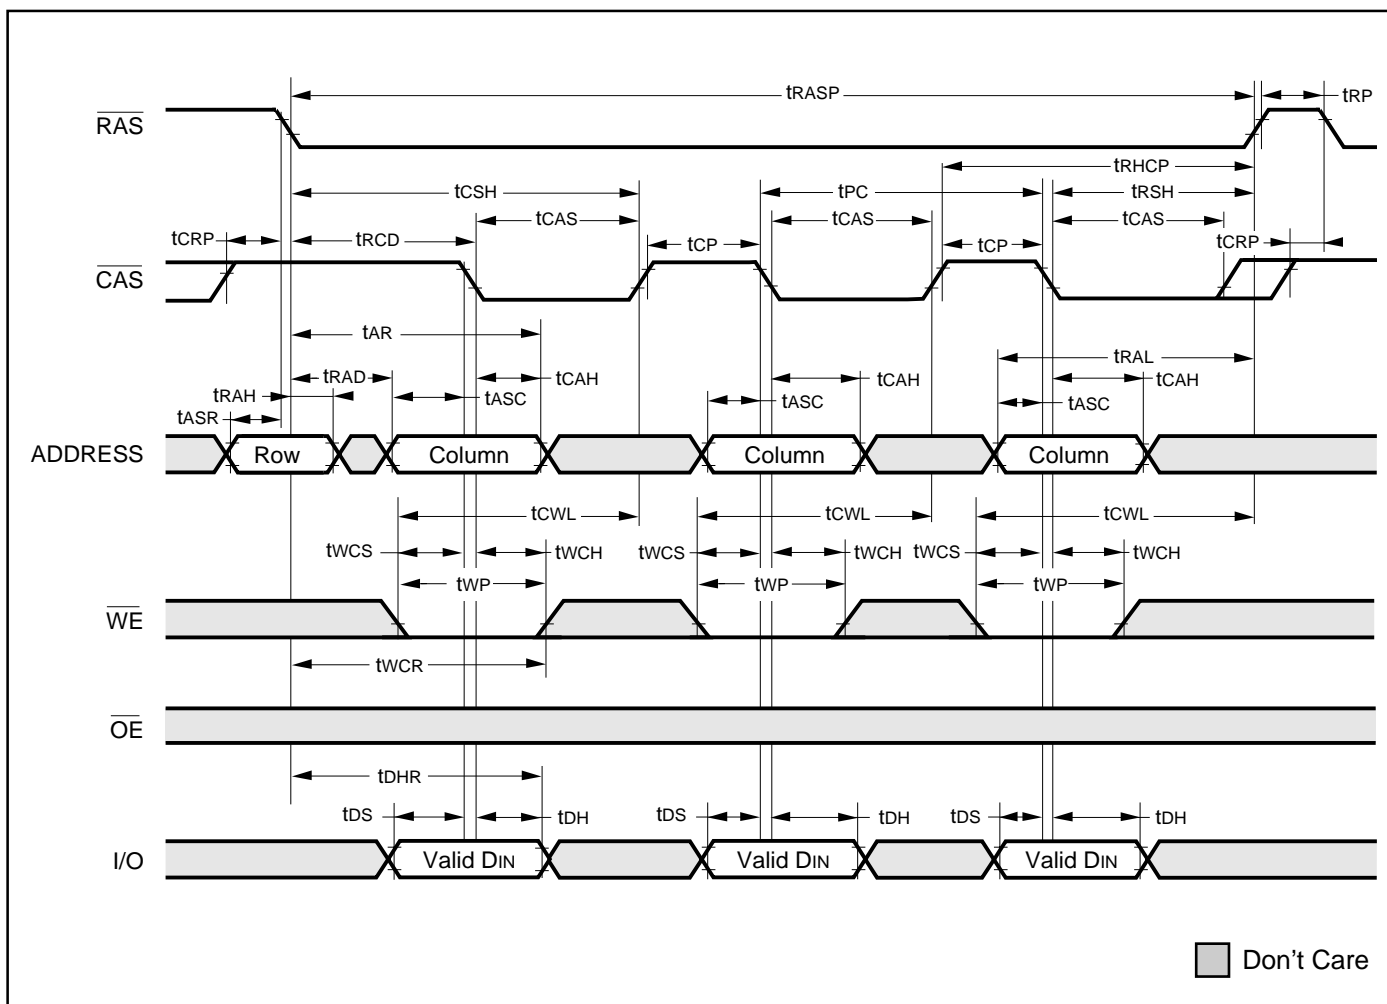 tRASP
tRP
RAS
tRHCP
tCSH
tPC
tRSH
tCAS
tCAS
tCAS
tCRP
tRCD
tCP
tCP
tCRP
CAS
tAR
tRAL
tRAD
tCAH
tCAH
tCAH
tRAH
tASR
tASC
tASC
tASC
ADDRESS
Row
Column
Column
Column
tCWL
tCWL
tCWL
tWCS
tWCH
tWCS
tWCH
tWCS
tWCH
tWP
tWP
tWP
WE
tWCR
OE
tDHR
tDS
tDH
tDS
tDH
tDS
tDH
I/O
Valid DIN
Valid DIN
Valid DIN
Don't Care